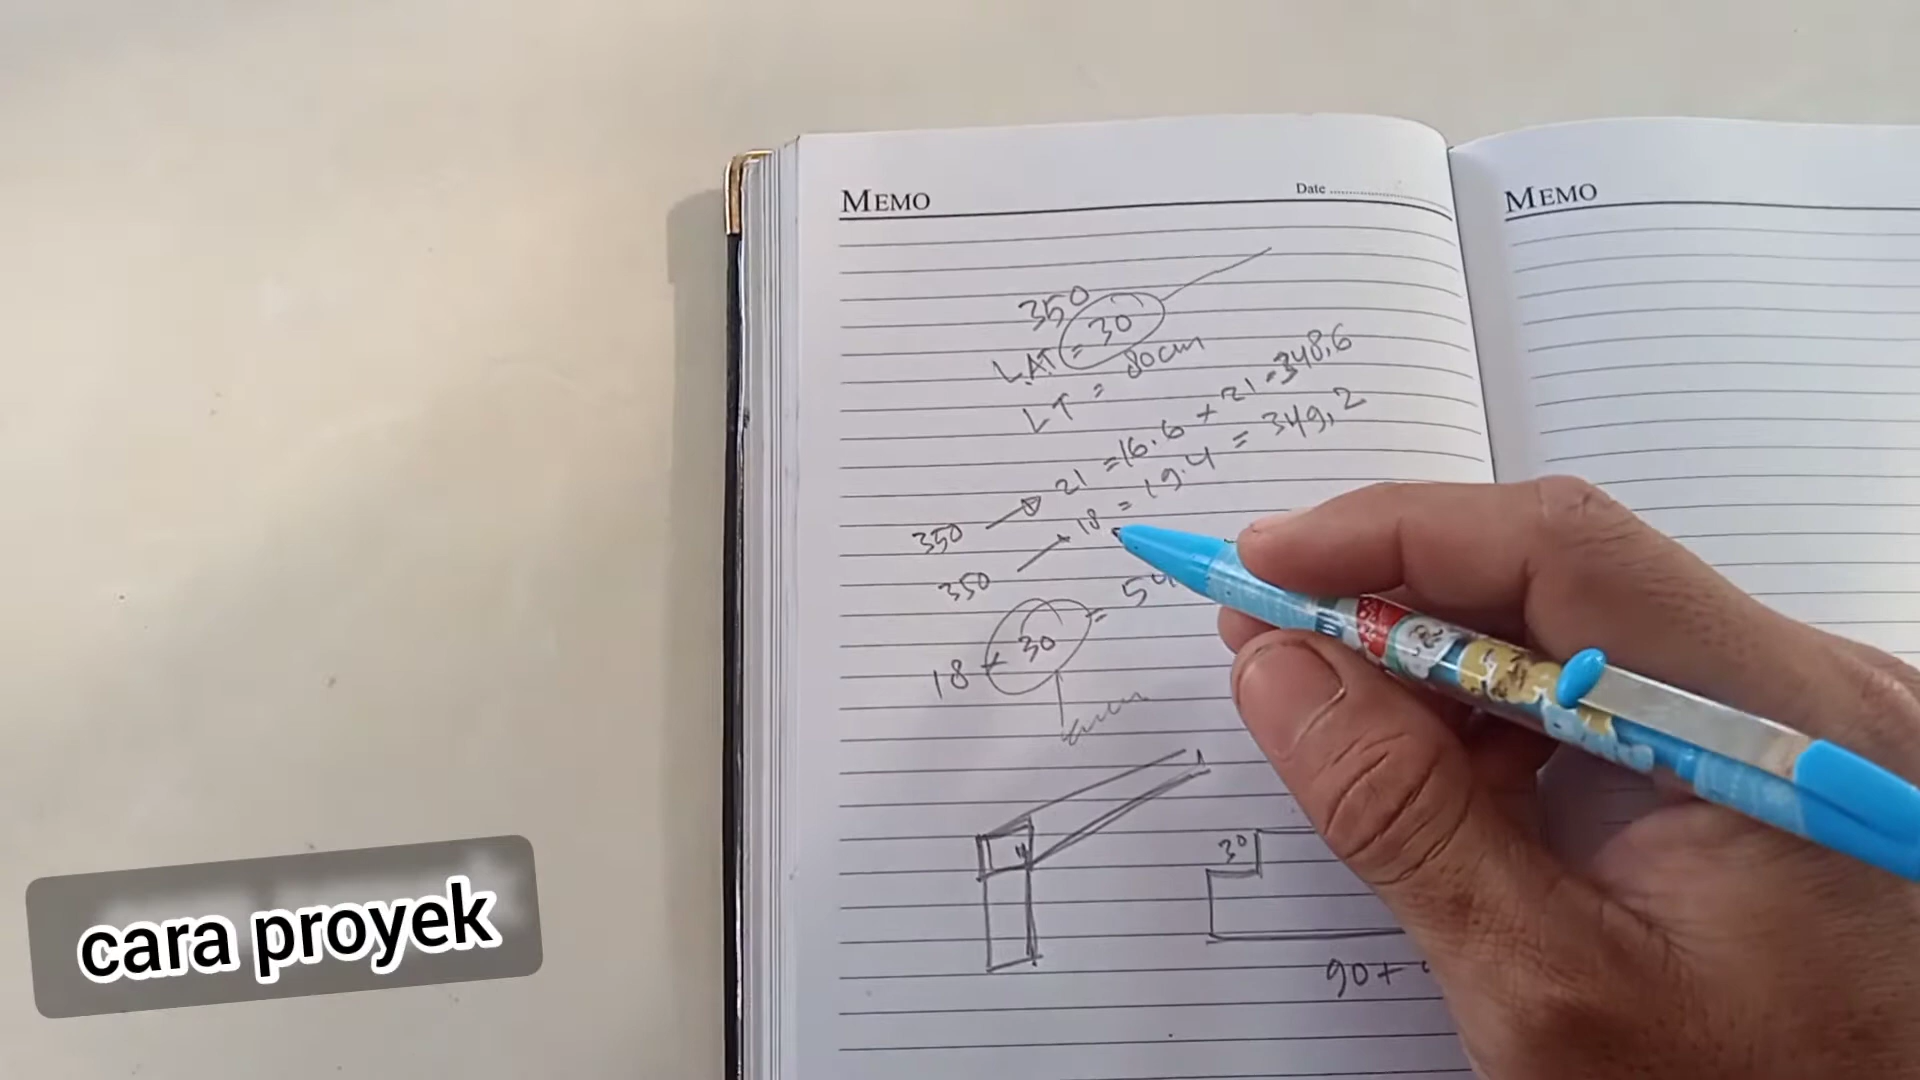 MEMO
Date
MEMO
350
LAT = 30
LT = 80cm
350 → 21 = 16.6 + 21 = 348,6
350 → 18 = 19.4 = 349,2
18 + 30 = 54
30
90 +
cara proyek